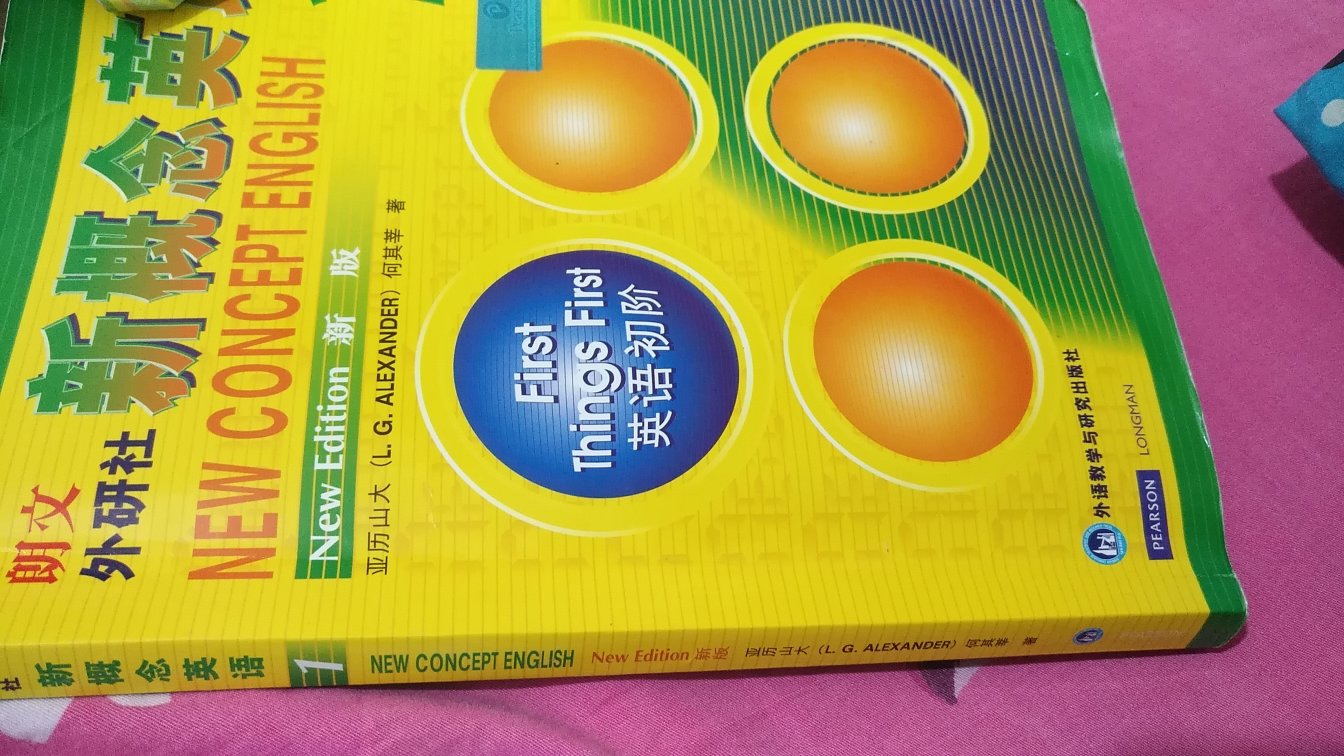 朗文
外研社
新概念英
NEW CONCEPT ENGLISH
New Edition 新 版
亚历山大（L. G. ALEXANDER）何其莘 著
First
Things First
英语初阶
外语教学与研究出版社
PEARSON LONGMAN
社 新概念英语 1 NEW CONCEPT ENGLISH New Edition 新版 亚历山大（L. G. ALEXANDER）何其莘 著